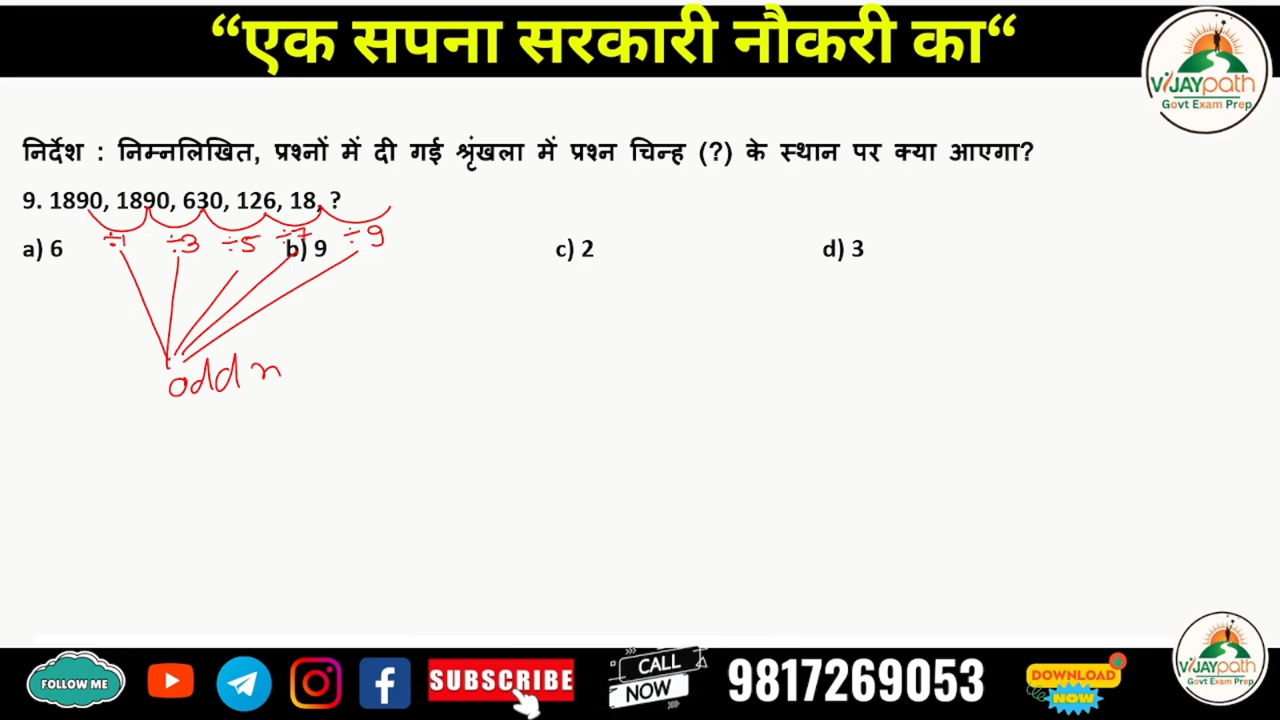 “एक सपना सरकारी नौकरी का“
VIJAYpath
Govt Exam Prep
निर्देश : निम्नलिखित, प्रश्नों में दी गई श्रृंखला में प्रश्न चिन्ह (?) के स्थान पर क्या आएगा?
9. 1890, 1890, 630, 126, 18, ?
÷1 ÷3 ÷5 ÷7 ÷9
a) 6 b) 9 c) 2 d) 3
odd n
FOLLOW ME
SUBSCRIBE
CALL NOW
9817269053
DOWNLOAD NOW
VIJAYpath
Govt Exam Prep